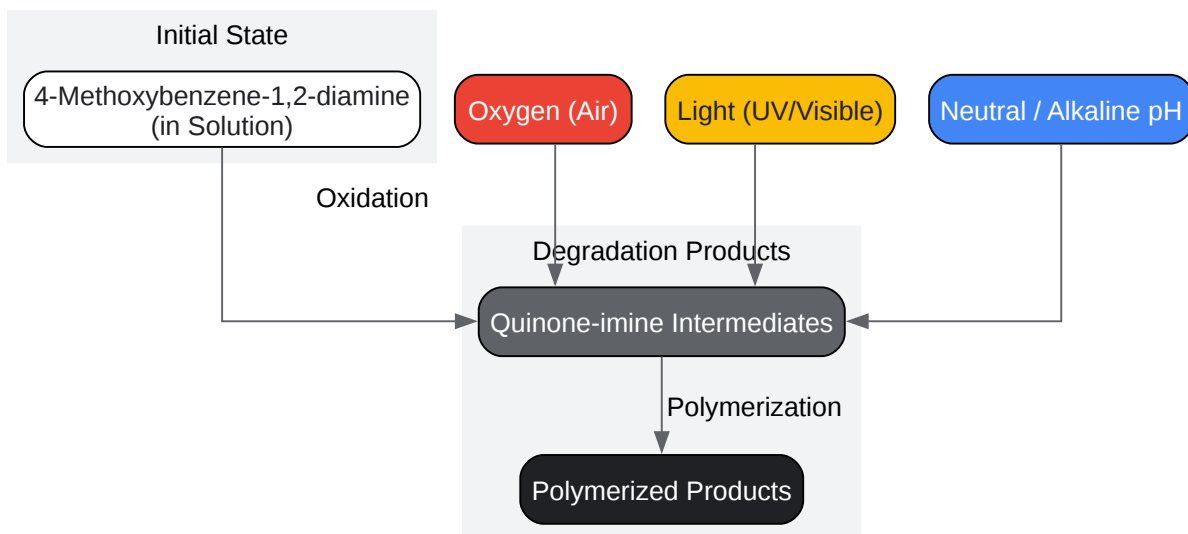 Initial State
4-Methoxybenzene-1,2-diamine
(in Solution)
Oxygen (Air)
Light (UV/Visible)
Neutral / Alkaline pH
Oxidation
Degradation Products
Quinone-imine Intermediates
Polymerization
Polymerized Products